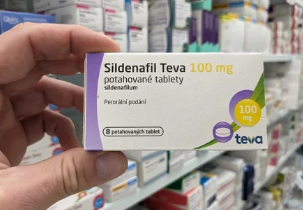 Sildenafil Teva 100 mg
potahované tablety
sildenafilum
Perorální podání
8 potahovaných tablet
100
mg
teva